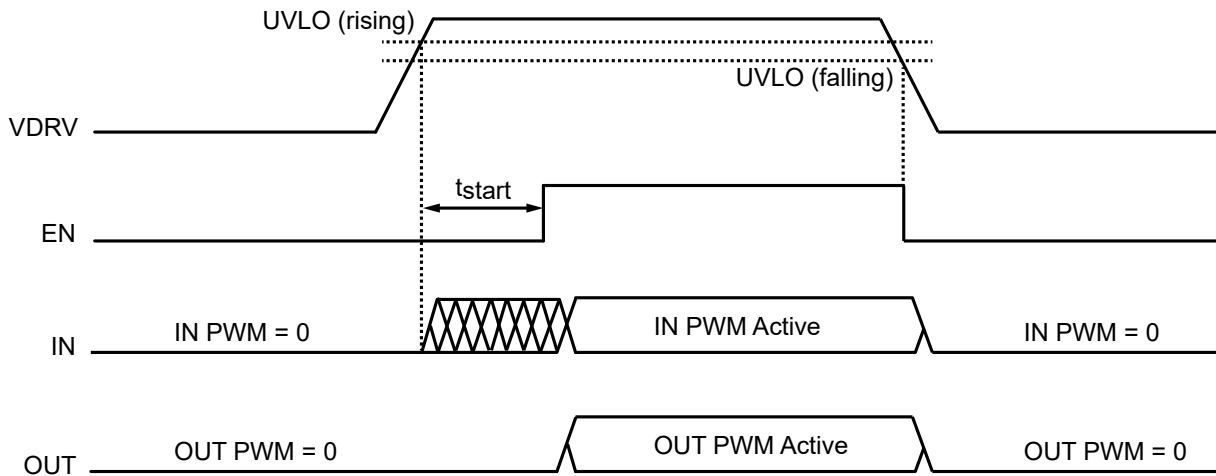 UVLO (rising)
UVLO (falling)
VDRV
tstart
EN
IN PWM = 0
IN PWM Active
IN PWM = 0
IN
OUT PWM = 0
OUT PWM Active
OUT PWM = 0
OUT